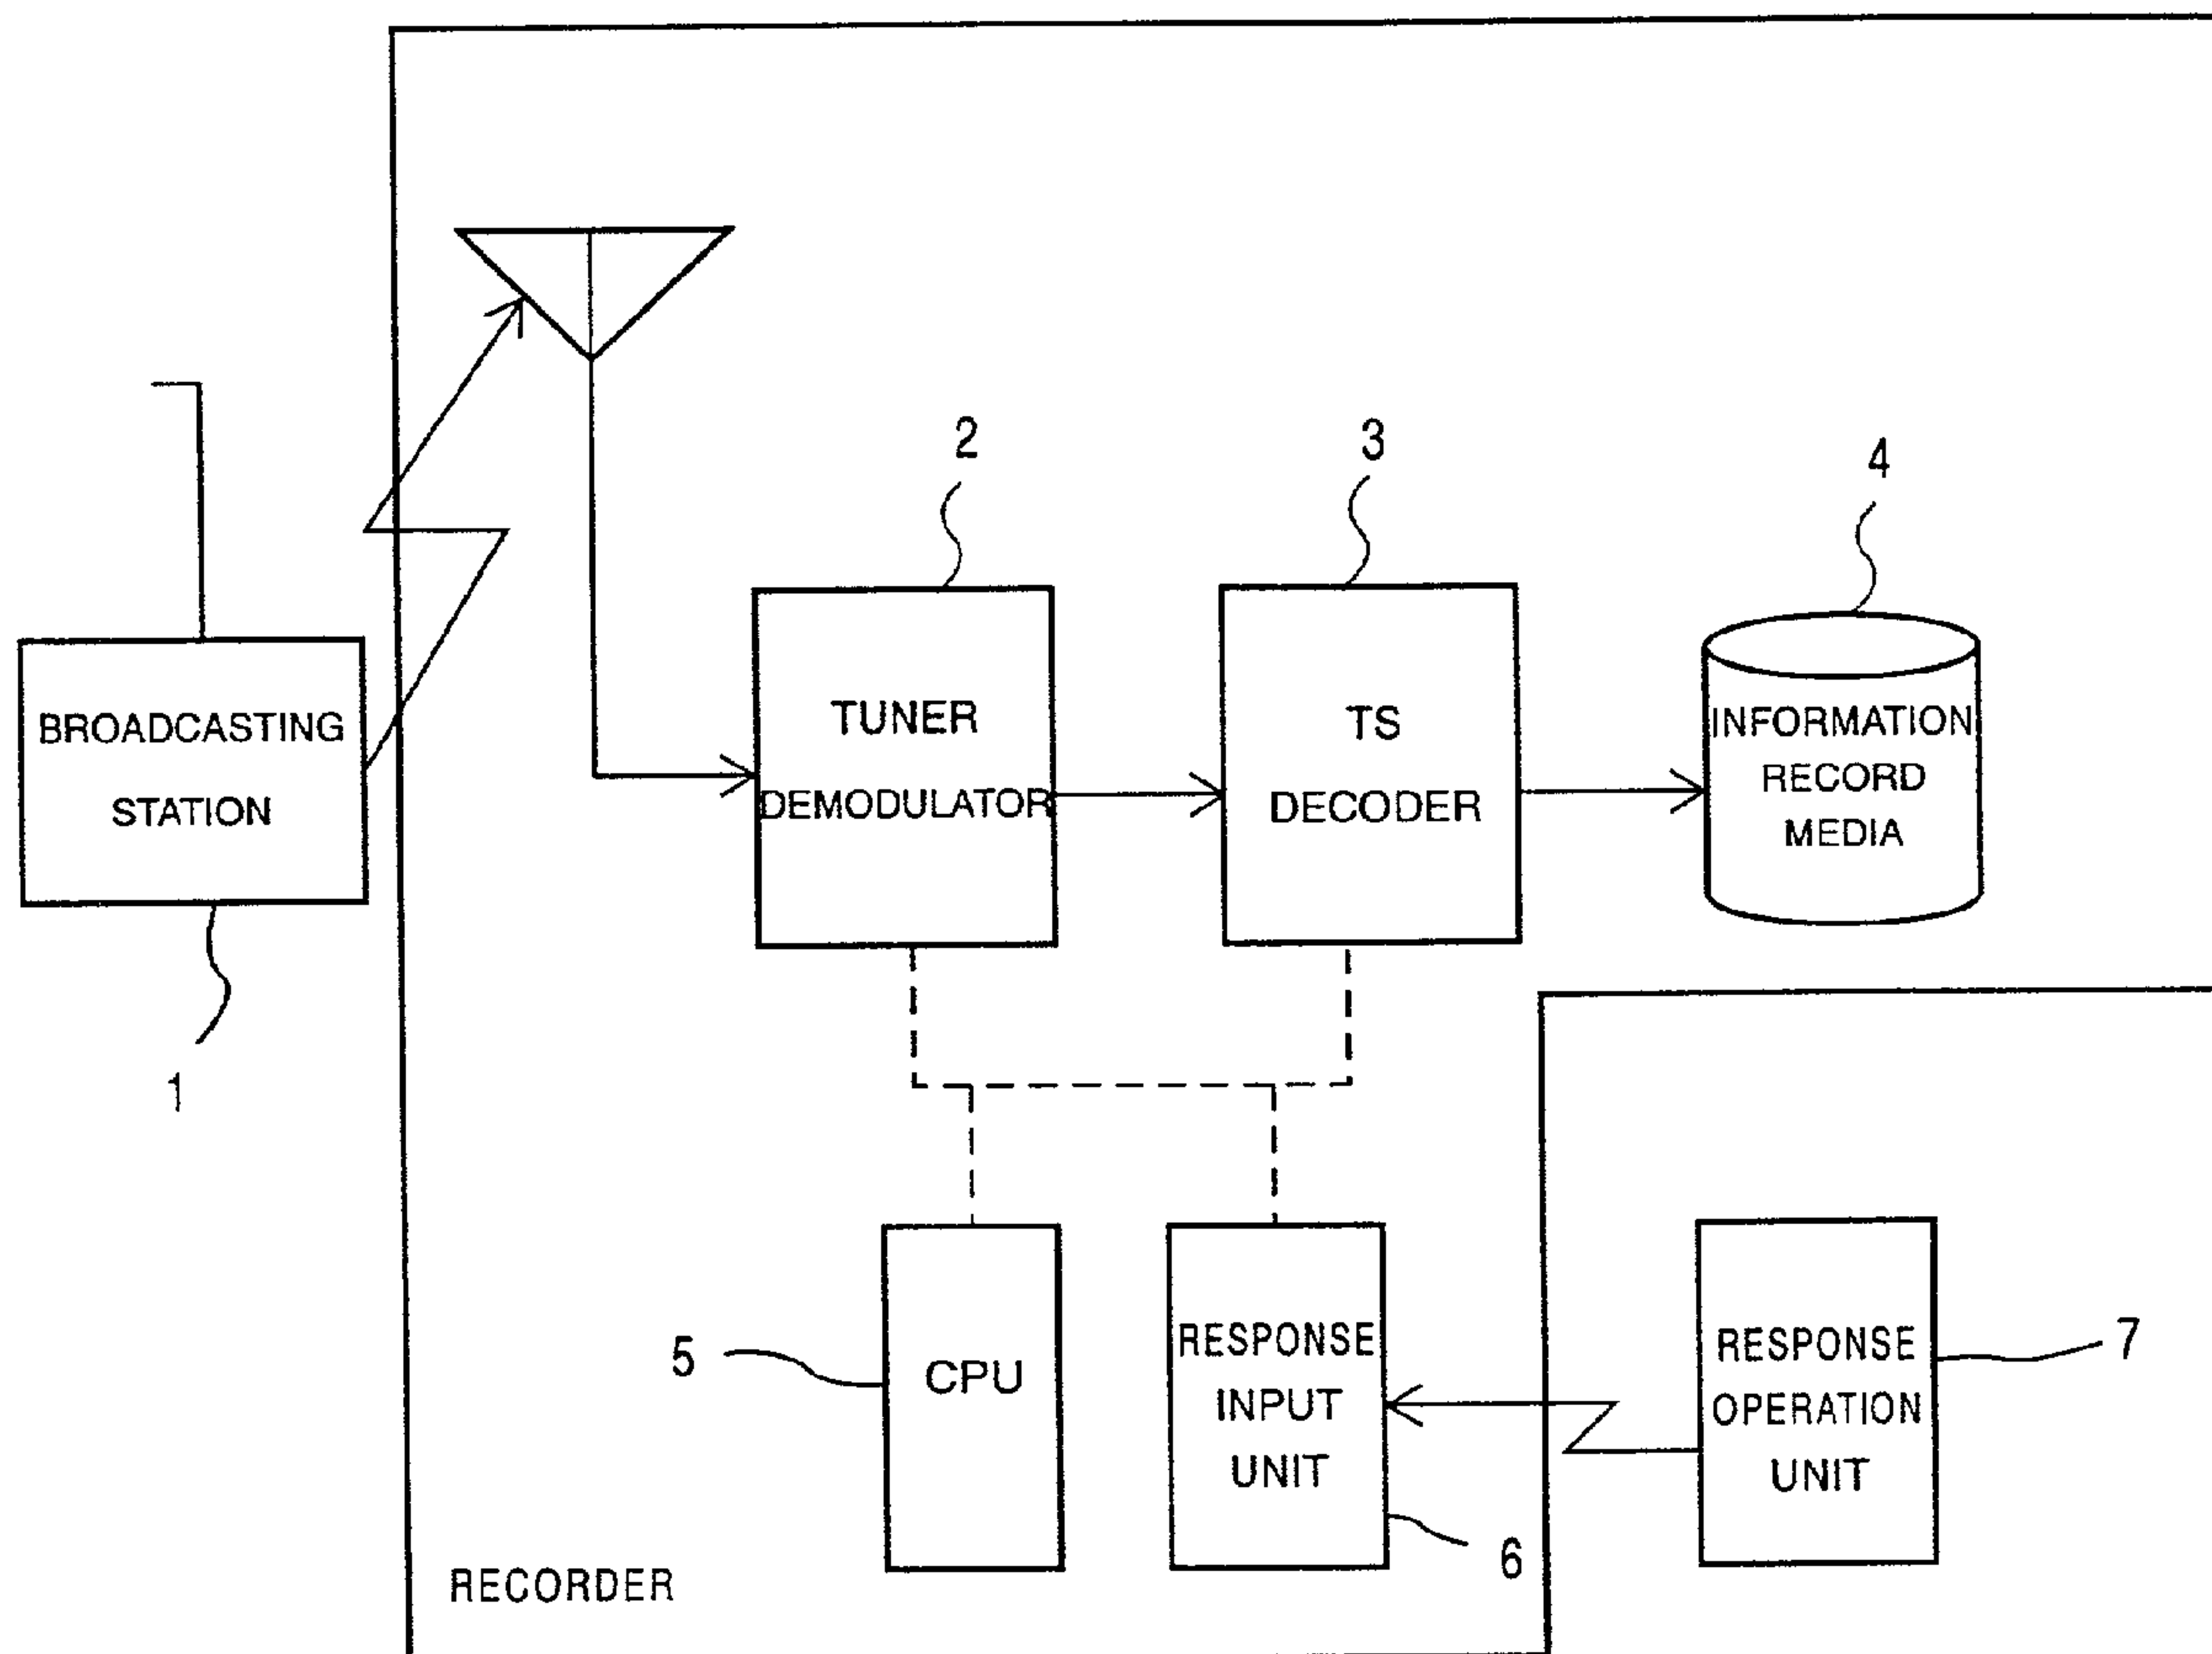 2
3
4
BROADCASTING
STATION
1
TUNER
DEMODULATOR
TS
DECODER
INFORMATION
RECORD
MEDIA
5
CPU
RESPONSE
INPUT
UNIT
6
RESPONSE
OPERATION
UNIT
7
RECORDER